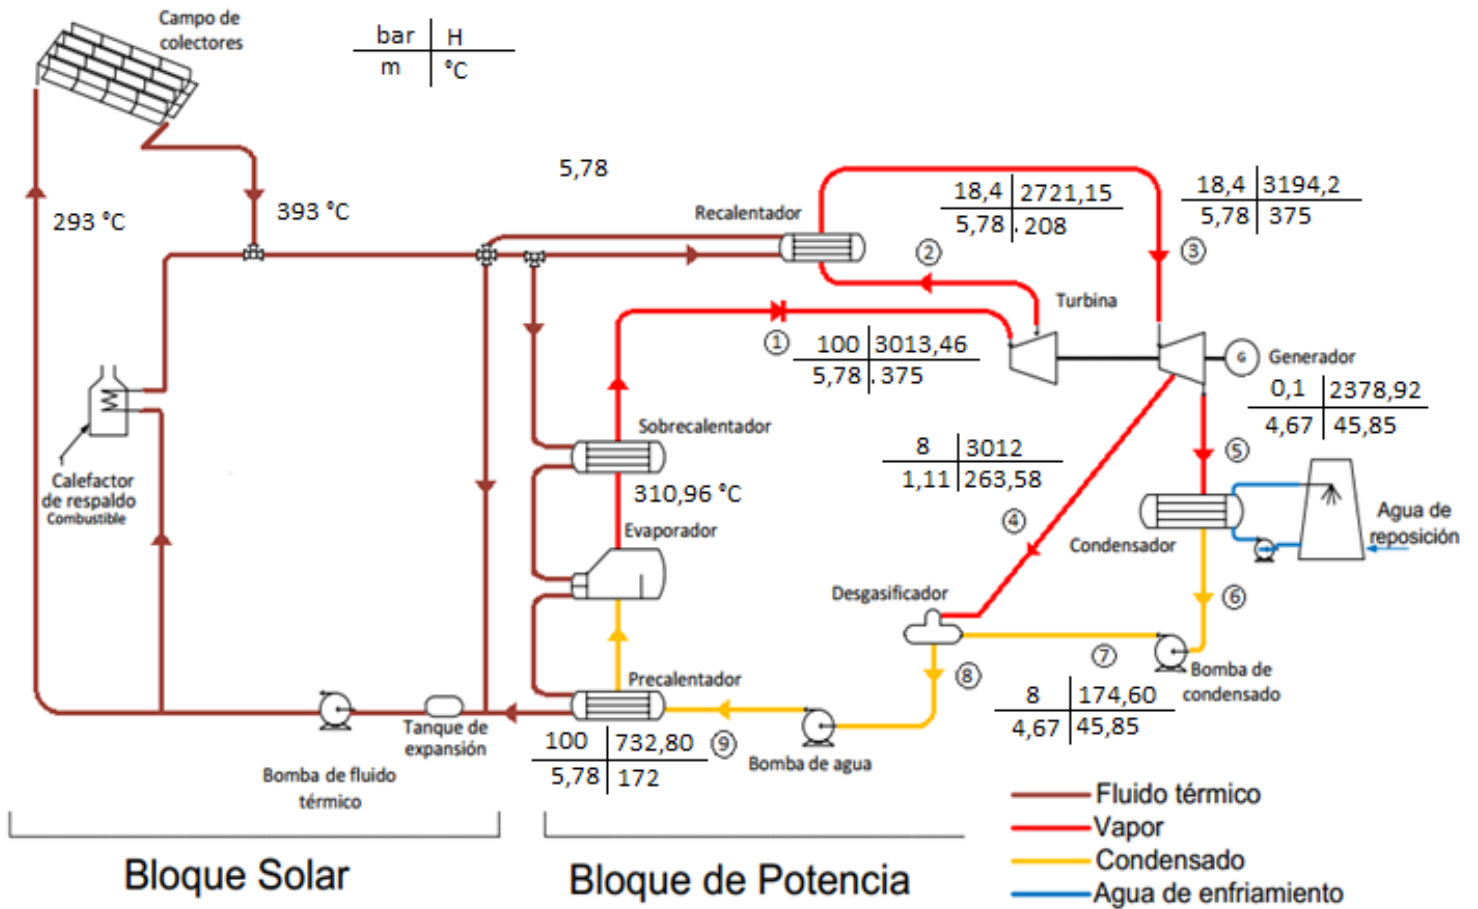 Campo de
colectores
bar H
m °C
293 °C
393 °C
5,78
Recalentador
18,4 2721,15
5,78 .208
18,4 3194,2
5,78 375
2
3
Turbina
1
100 3013,46
5,78 .375
G
Generador
0,1 2378,92
4,67 45,85
Sobrecalentador
310,96 °C
8 3012
1,11 263,58
5
Calefactor
de respaldo
Combustible
Evaporador
4
Condensador
Agua de
reposición
Desgasificador
6
7
8
Bomba de
condensado
Precalentador
8 174,60
4,67 45,85
Tanque de
expansión
100 732,80
5,78 172
9
Bomba de agua
Bomba de fluido
térmico
Fluido térmico
Vapor
Condensado
Agua de enfriamiento
Bloque Solar
Bloque de Potencia